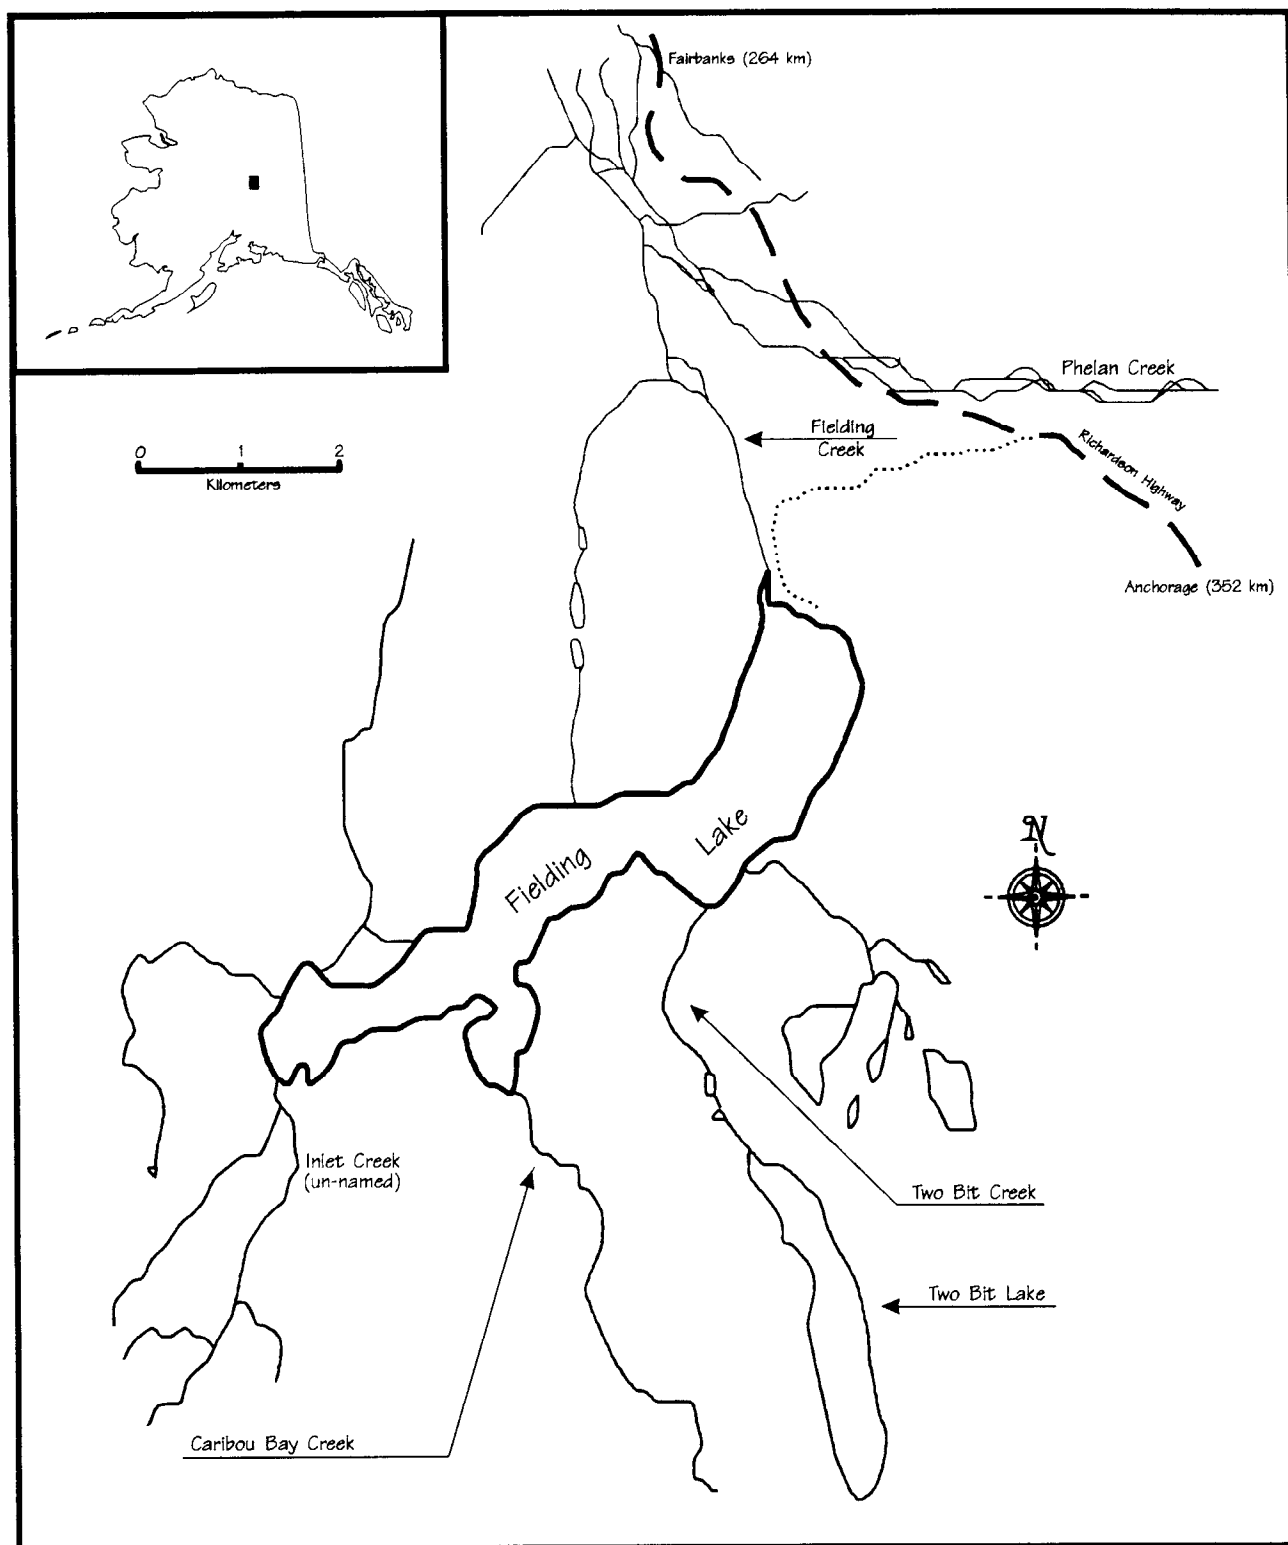 Fairbanks (264 km)
Phelan Creek
Fielding
Creek
Richardson Highway
0 1 2
Kilometers
Anchorage (352 km)
Lake
Fielding
N
Inlet Creek
(un-named)
Two Bit Creek
Two Bit Lake
Caribou Bay Creek